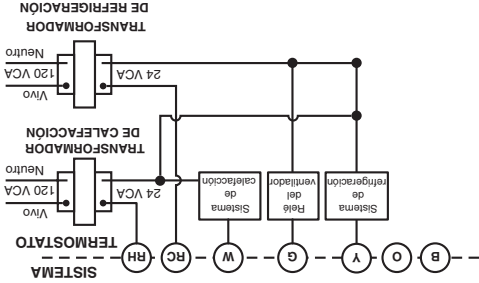 SISTEMA
TERMOSTATO
B
O
Y
G
W
RC
RH
Sistema
de
refrigeración
Relé
del
ventilador
Sistema
de
calefacción
24 VCA
Vivo
120 VCA
Neutro
TRANSFORMADOR
DE CALEFACCIÓN
24 VCA
Vivo
120 VCA
Neutro
TRANSFORMADOR
DE REFRIGERACIÓN